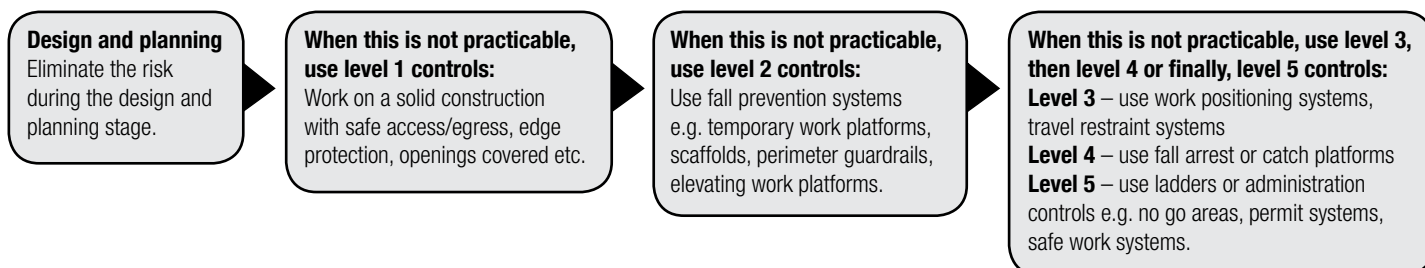 Design and planning
Eliminate the risk
during the design and
planning stage.
When this is not practicable,
use level 1 controls:
Work on a solid construction
with safe access/egress, edge
protection, openings covered etc.
When this is not practicable,
use level 2 controls:
Use fall prevention systems
e.g. temporary work platforms,
scaffolds, perimeter guardrails,
elevating work platforms.
When this is not practicable, use level 3,
then level 4 or finally, level 5 controls:
Level 3 – use work positioning systems,
travel restraint systems
Level 4 – use fall arrest or catch platforms
Level 5 – use ladders or administration
controls e.g. no go areas, permit systems,
safe work systems.